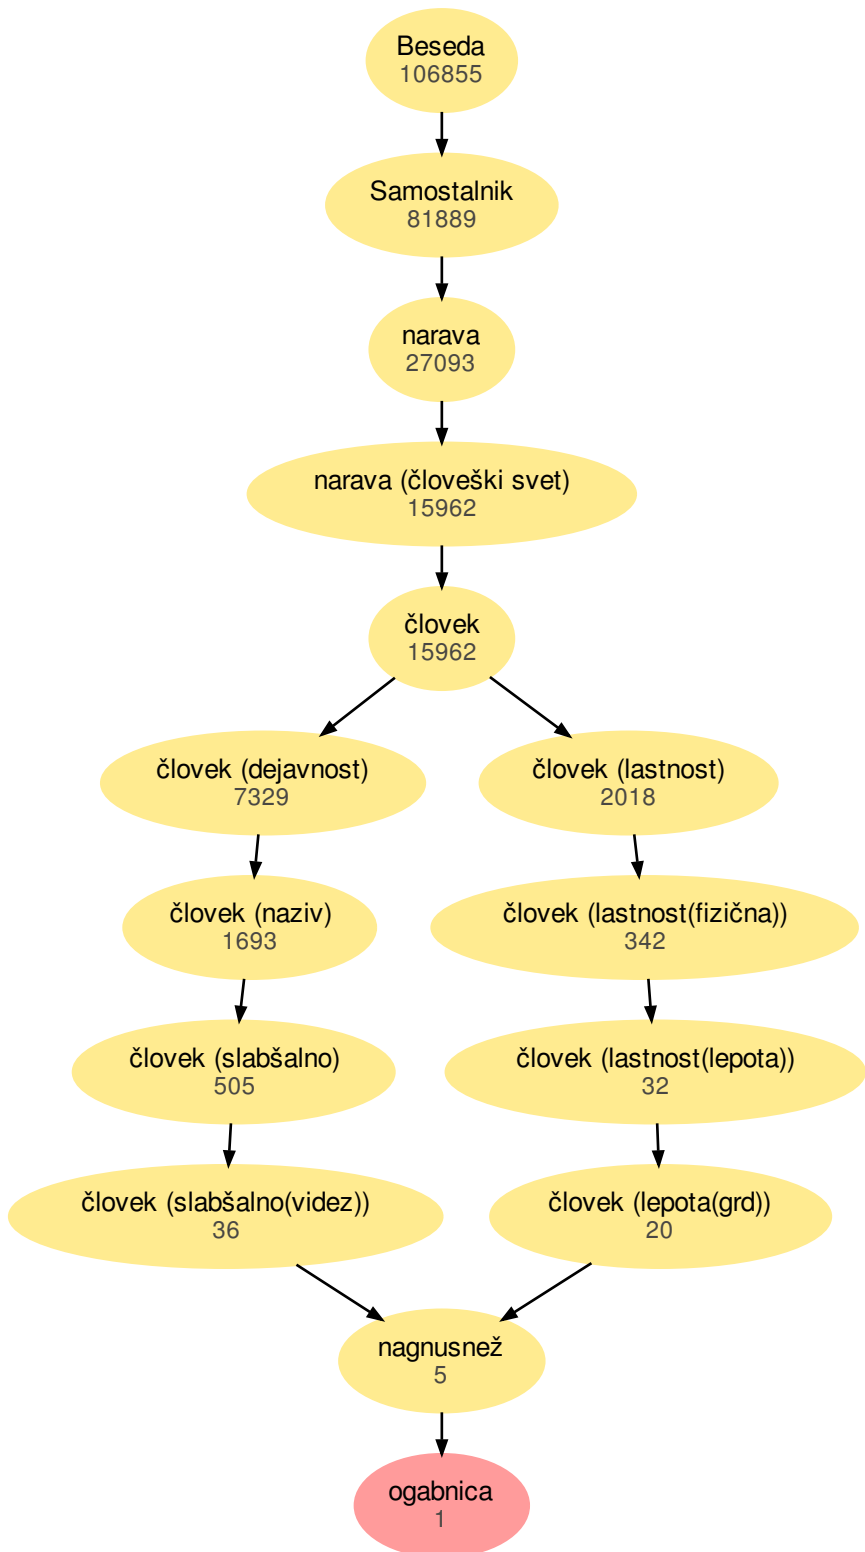 Beseda
106855
Samostalnik
81889
narava
27093
narava (človeški svet)
15962
človek
15962
človek (dejavnost)
7329
človek (lastnost)
2018
človek (naziv)
1693
človek (lastnost(fizična))
342
človek (slabšalno)
505
človek (lastnost(lepota))
32
človek (slabšalno(videz))
36
človek (lepota(grd))
20
nagnusnež
5
ogabnica
1